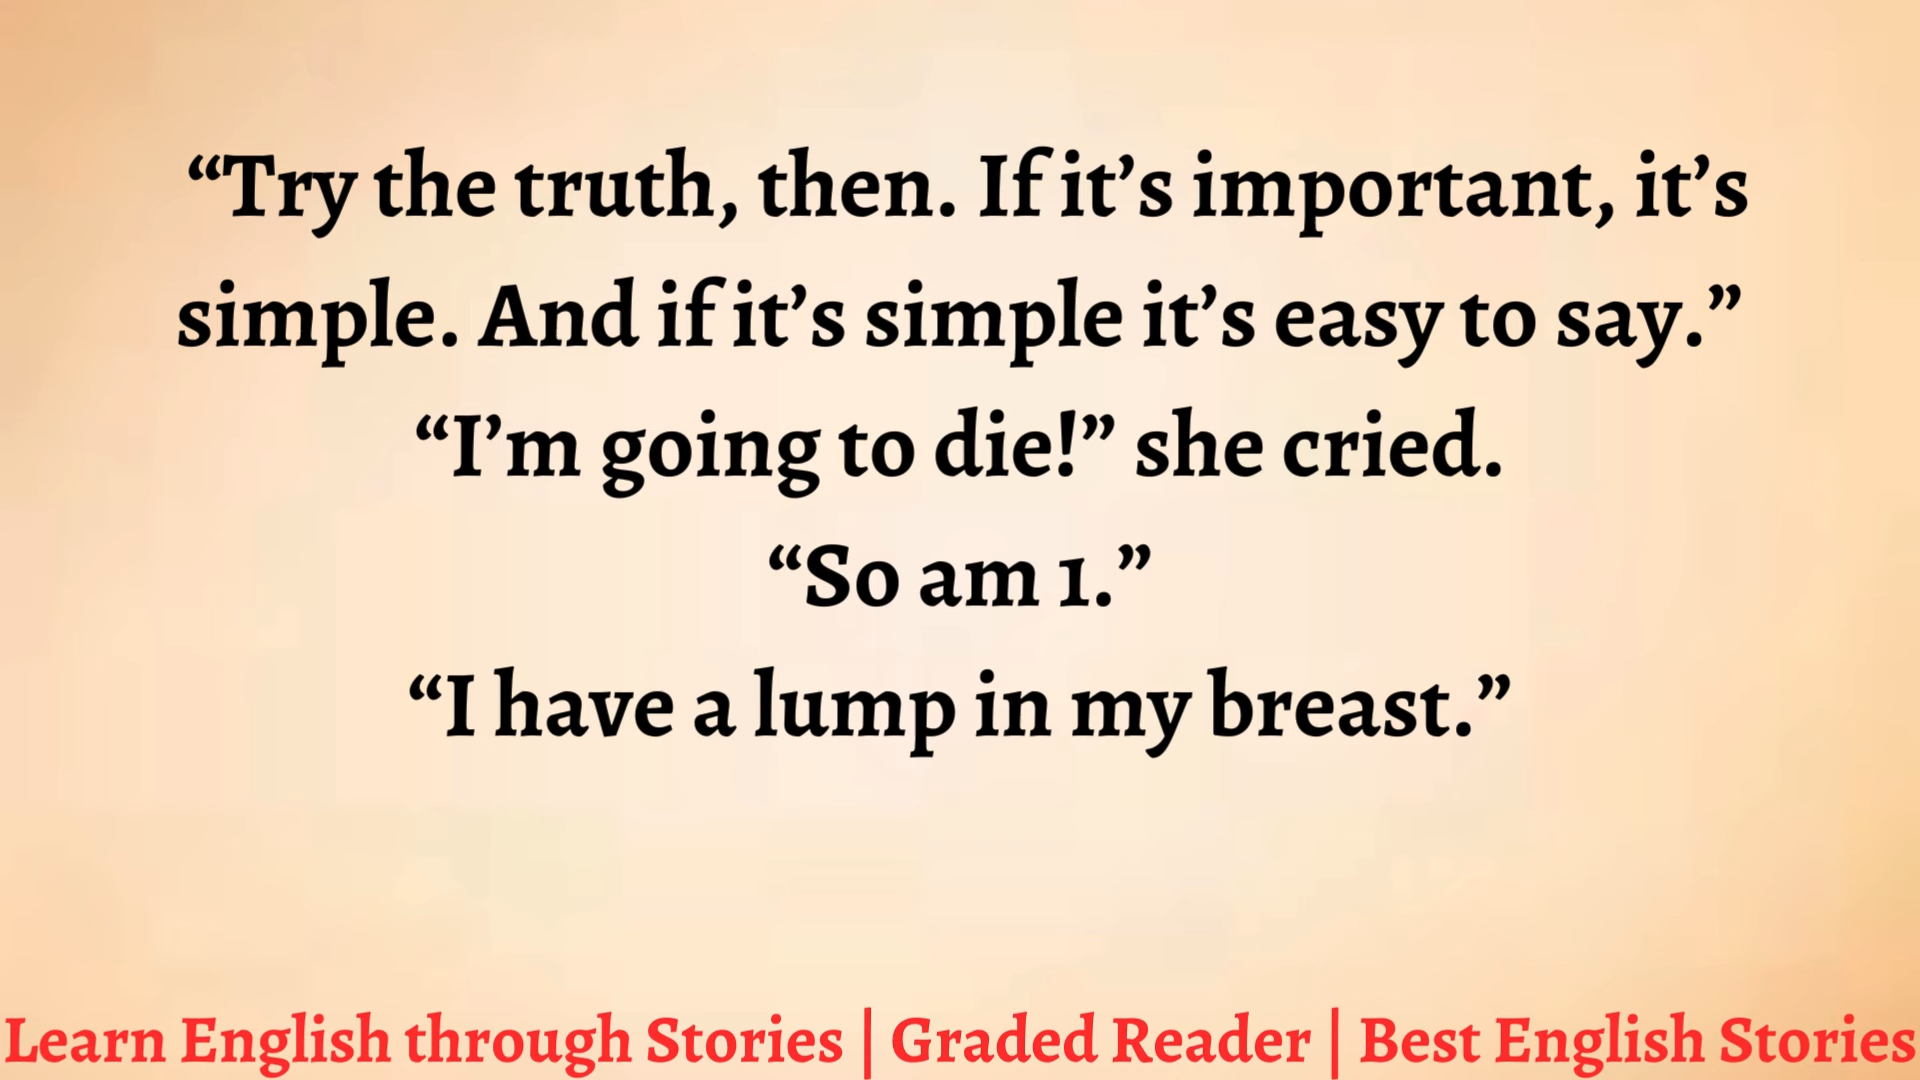 “Try the truth, then. If it’s important, it’s
simple. And if it’s simple it’s easy to say.”
“I’m going to die!” she cried.
“So am 1.”
“I have a lump in my breast.”
Learn English through Stories | Graded Reader | Best English Stories